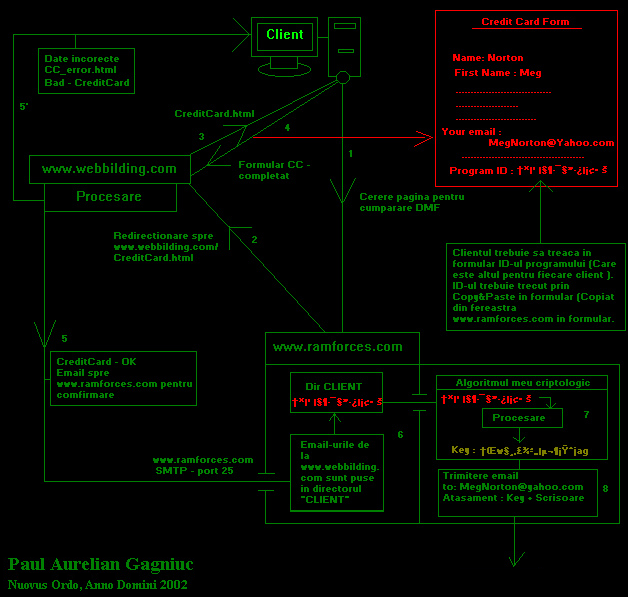 Client
Date incorecte
CC_error.html
Bad - CreditCard
5'
CreditCard.html
3
4
1
www.webbilding.com
Procesare
Formular CC -
completat
Cerere pagina pentru
cumparare DMF
Redirectionare spre
www.webbilding.com/
CreditCard.html
2
Credit Card Form
Name: Norton
First Name : Meg
Your email :
MegNorton@Yahoo.com
Program ID :
Clientul trebuie sa treaca in
formular ID-ul programului (Care
este altul pentru fiecare client ).
ID-ul trebuie trecut prin
Copy&Paste in formular (Copiat
din fereastra
www.ramforces.com in formular.
5
CreditCard - OK
Email spre
www.ramforces.com pentru
comfirmare
www.ramforces.com
SMTP - port 25
www.ramforces.com
Dir CLIENT
6
Email-urile de
la
www.webbilding.
com sunt puse
in directorul
"CLIENT"
Algoritmul meu criptologic
Procesare
7
Key :
Trimitere email
to: MegNorton@yahoo.com
Atasament : Key + Scrisoare
8
Paul Aurelian Gagniuc
Nuovus Ordo, Anno Domini 2002